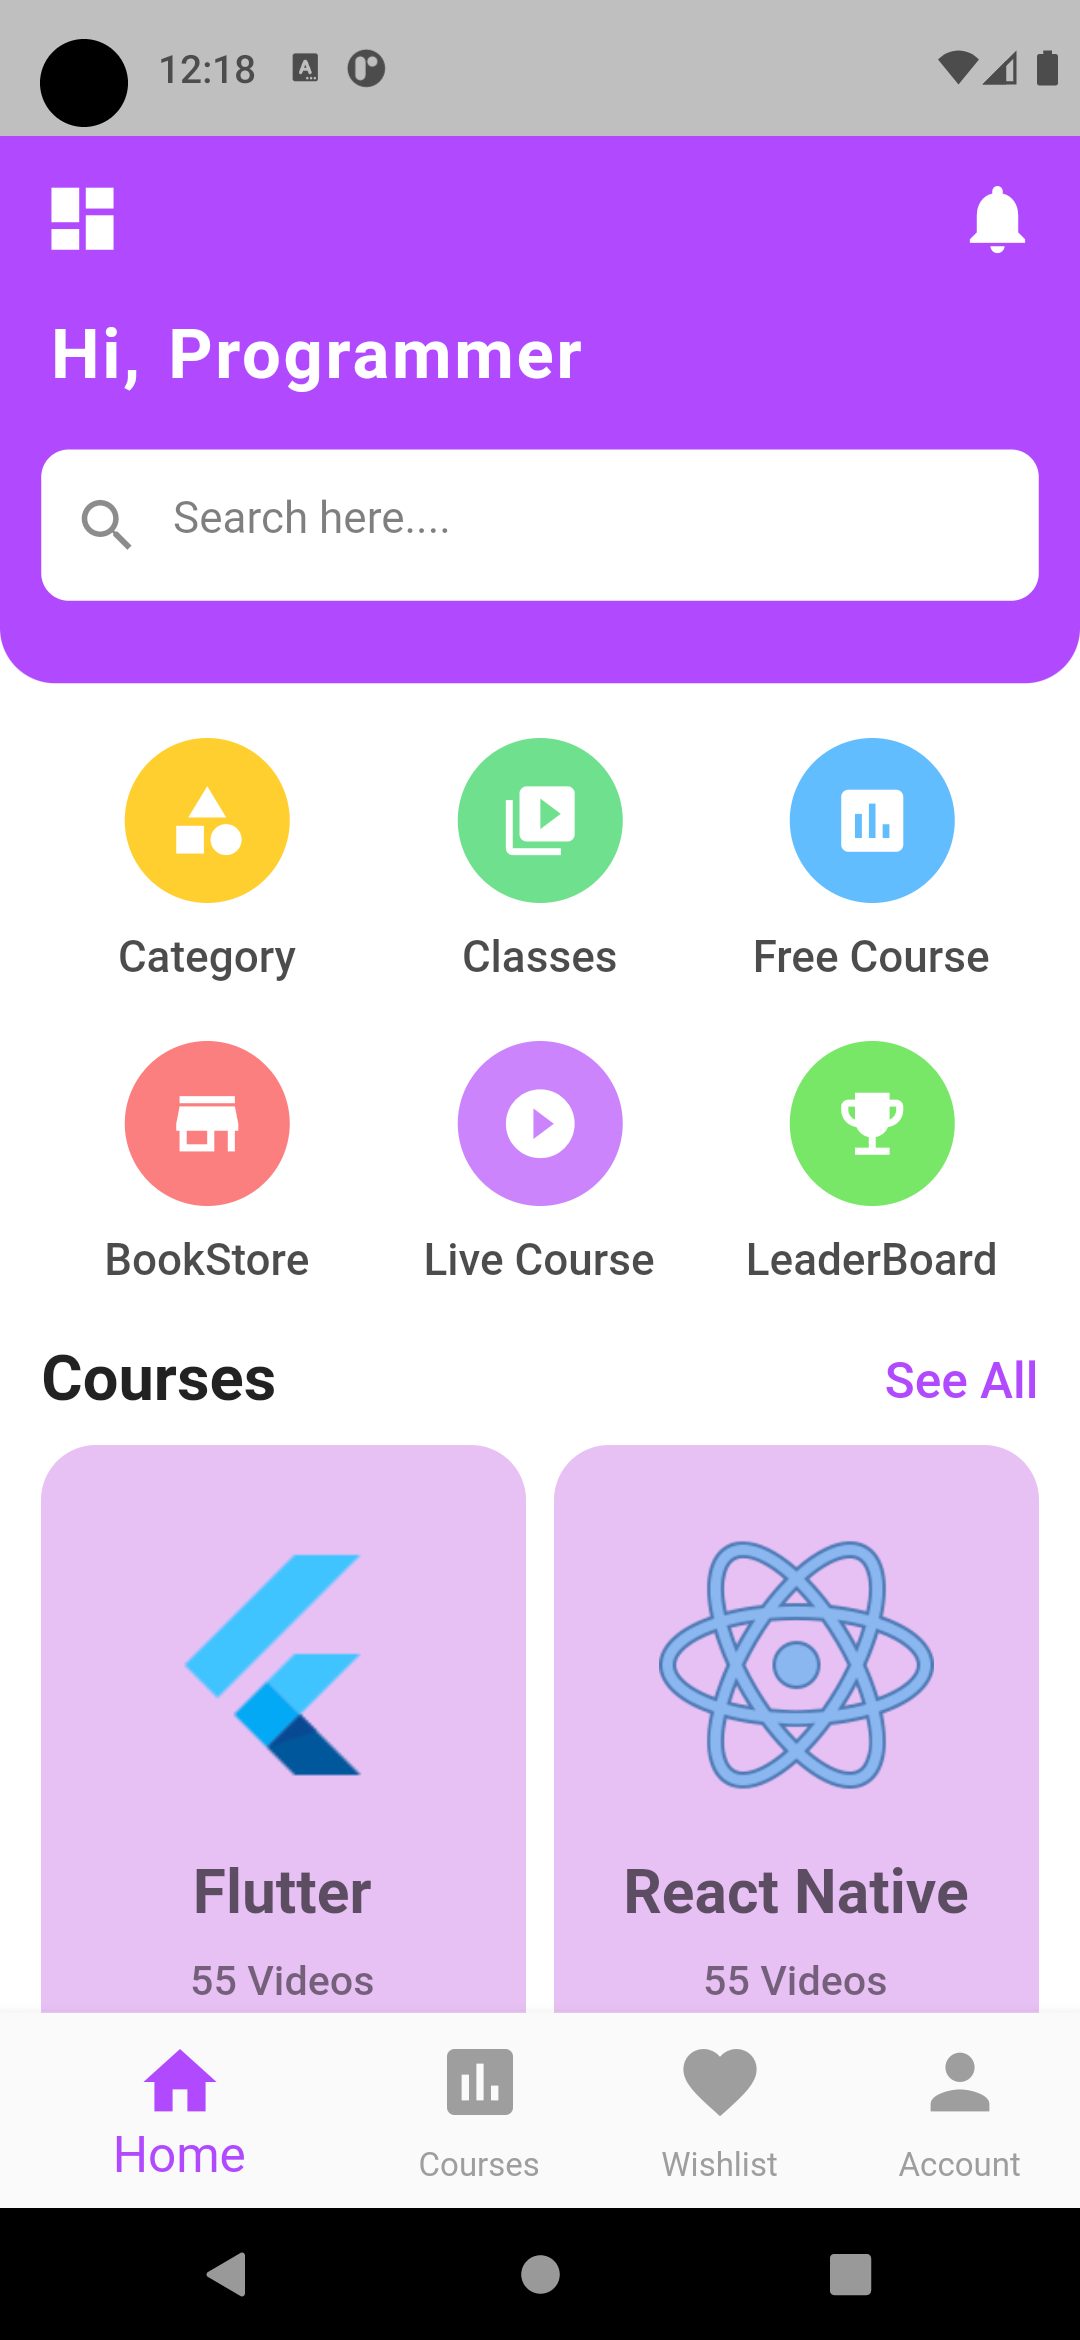 12:18
Hi, Programmer
Search here....
Category
Classes
Free Course
BookStore
Live Course
LeaderBoard
Courses
See All
Flutter
React Native
55 Videos
55 Videos
Home
Courses
Wishlist
Account